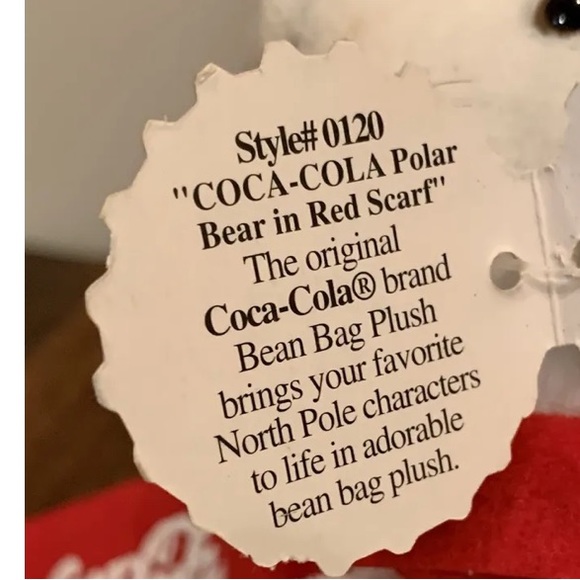 Style# 0120
"COCA-COLA Polar
Bear in Red Scarf"
The original
Coca-Cola® brand
Bean Bag Plush
brings your favorite
North Pole characters
to life in adorable
bean bag plush.